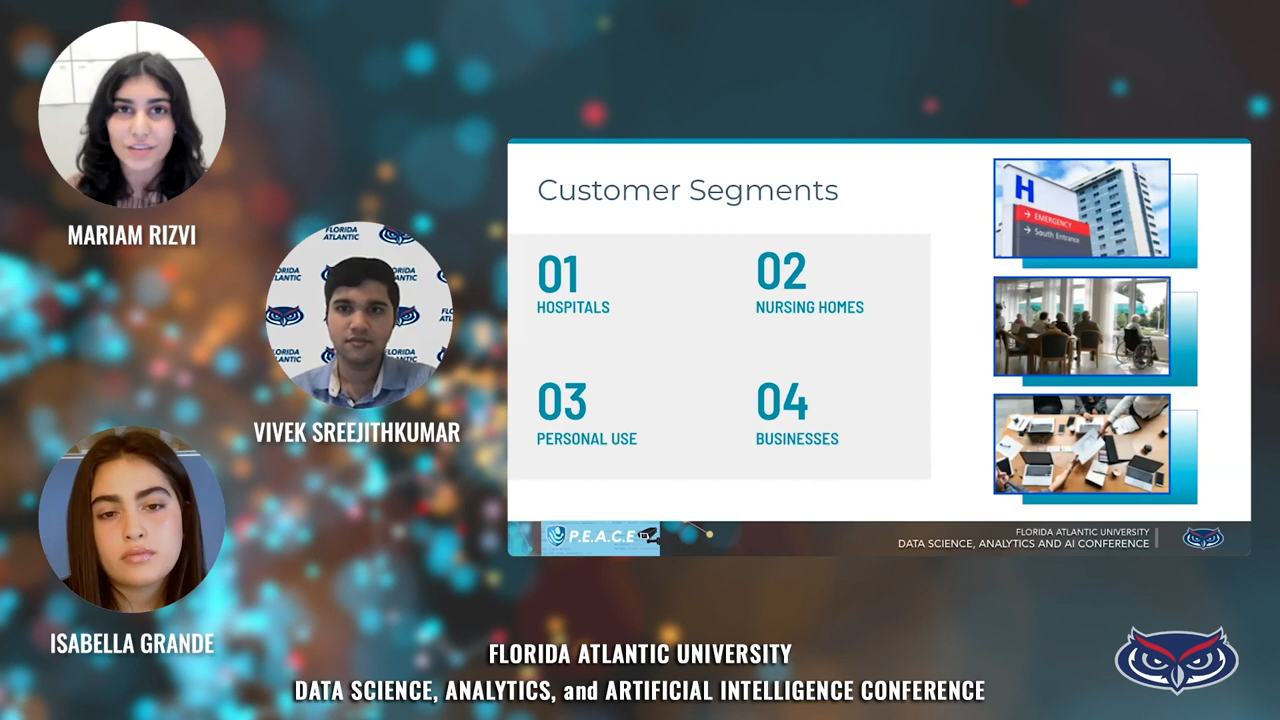 MARIAM RIZVI
VIVEK SREEJITHKUMAR
ISABELLA GRANDE
FLORIDA
ATLANTIC
Customer Segments
01
HOSPITALS
02
NURSING HOMES
03
PERSONAL USE
04
BUSINESSES
H
→ EMERGENCY
→ South Entrance
P.E.A.C.E
FLORIDA ATLANTIC UNIVERSITY
DATA SCIENCE, ANALYTICS AND AI CONFERENCE
FLORIDA ATLANTIC UNIVERSITY
DATA SCIENCE, ANALYTICS, and ARTIFICIAL INTELLIGENCE CONFERENCE